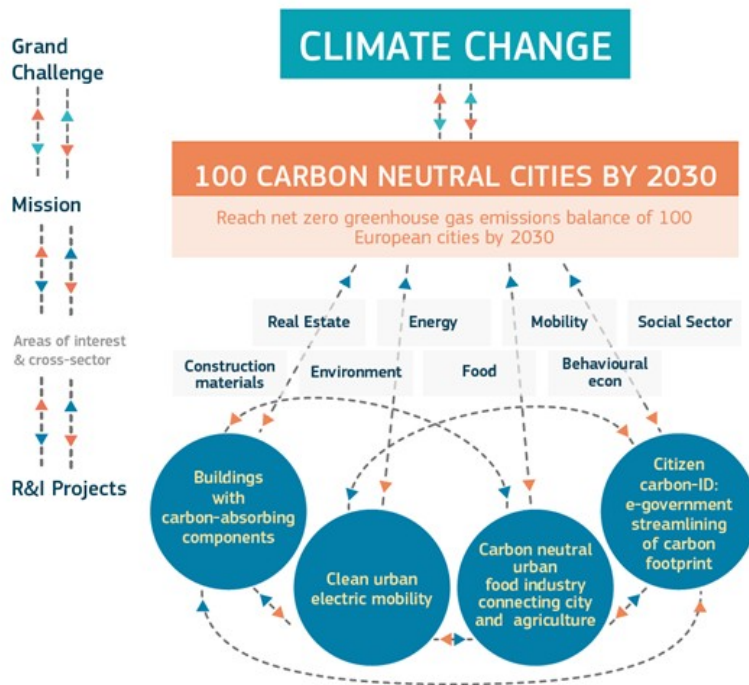 CLIMATE CHANGE
Grand
Challenge
100 CARBON NEUTRAL CITIES BY 2030
Mission
Reach net zero greenhouse gas emissions balance of 100
European cities by 2030
Real Estate
Energy
Mobility
Social Sector
Areas of interest
& cross-sector
Construction
materials
Environment
Food
Behavioural
econ
R&I Projects
Buildings
with
carbon-absorbing
components
Clean urban
electric mobility
Carbon neutral
urban
food industry
connecting city
and agriculture
Citizen
carbon-ID:
e-government
streamlining
of carbon
footprint